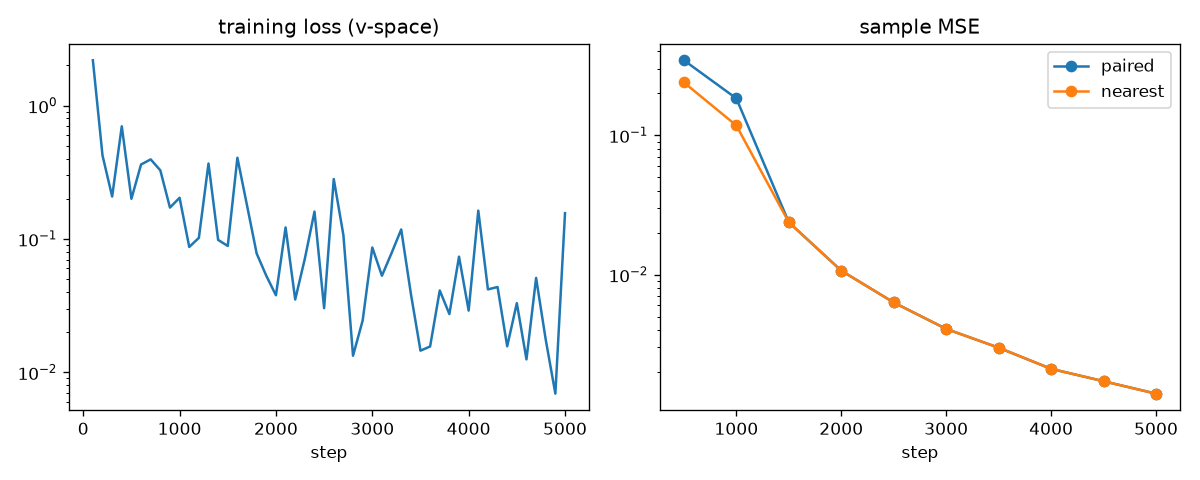 training loss (v-space)
10⁰
10⁻¹
10⁻²
0 1000 2000 3000 4000 5000
step
sample MSE
paired
nearest
10⁻¹
10⁻²
1000 2000 3000 4000 5000
step